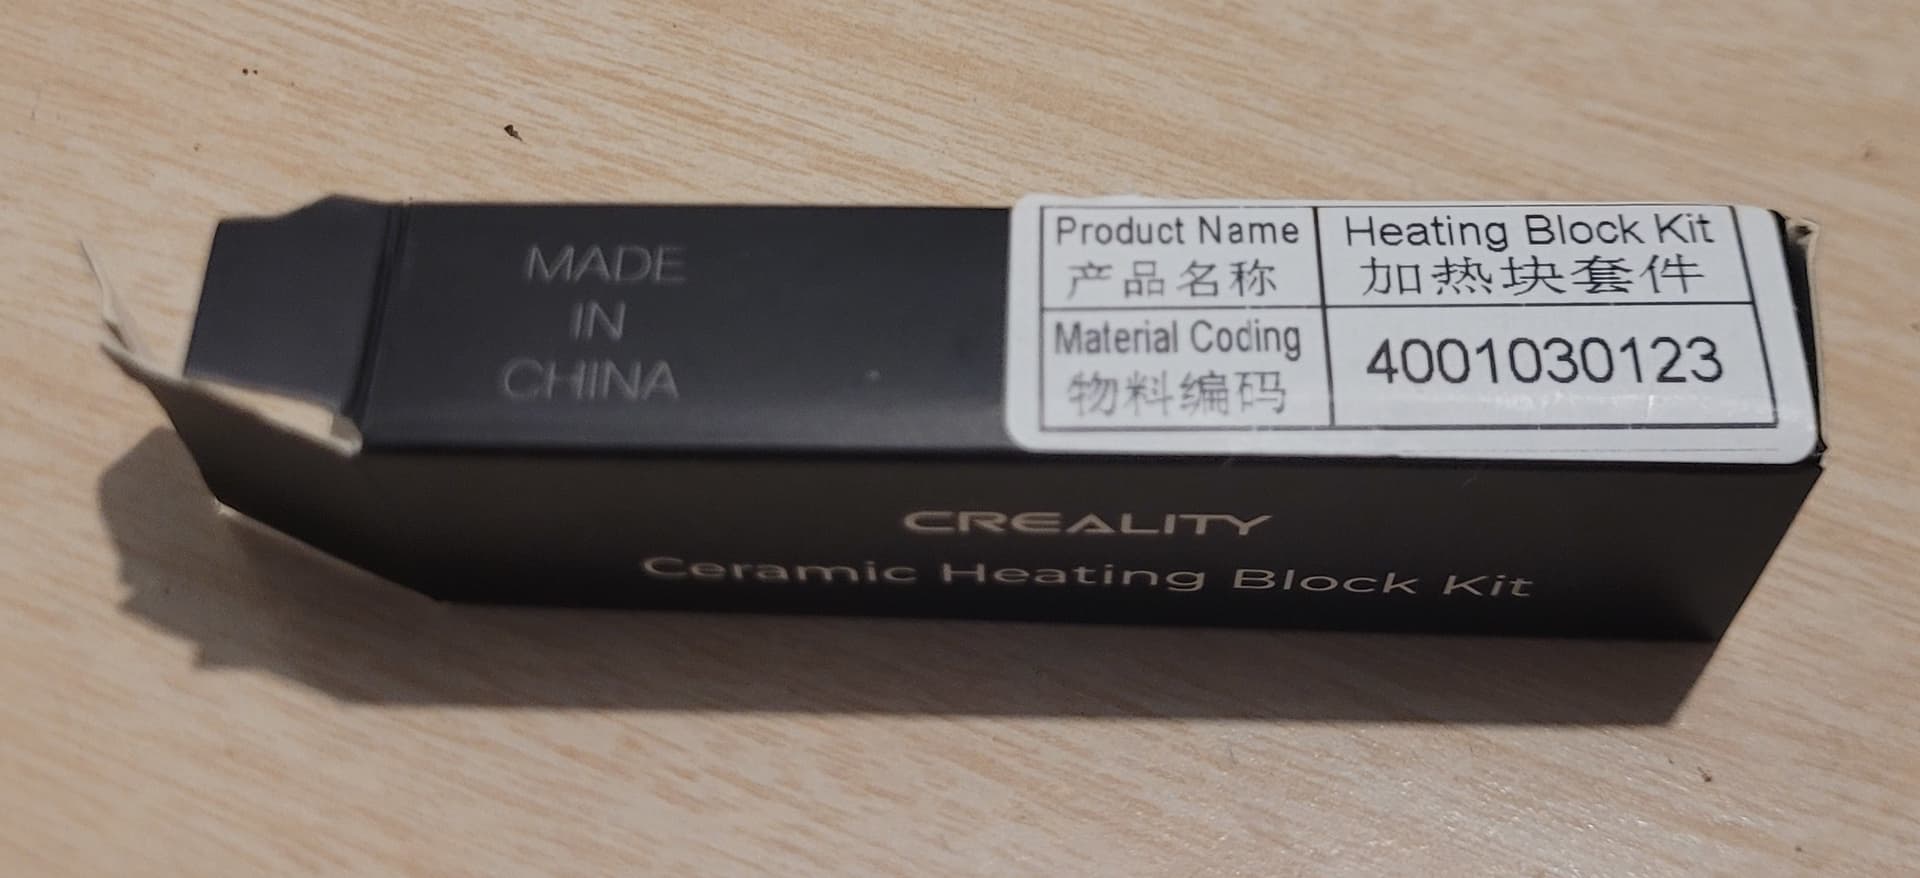 MADE
IN
CHINA
Product Name
产品名称
Heating Block Kit
加热块套件
Material Coding
物料编码
4001030123
CREALITY
Ceramic Heating Block Kit